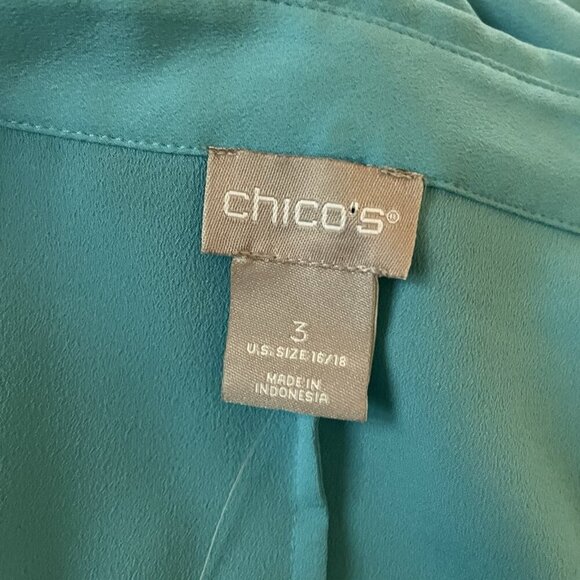 chico's®
3
U.S. SIZE 16/18
MADE IN
INDONESIA